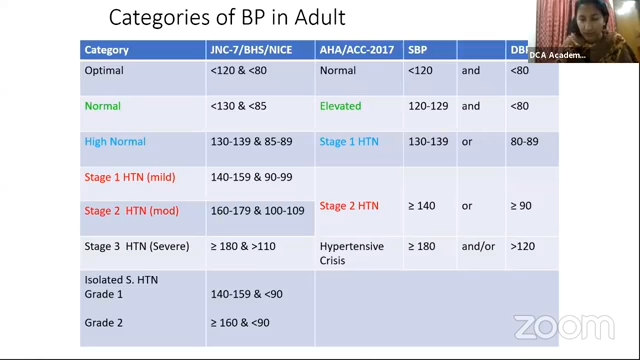 Categories of BP in Adult
DCA Academ...
Category JNC-7/BHS/NICE AHA/ACC-2017 SBP
Optimal <120 & <80 Normal <120 and <80
Normal <130 & <85 Elevated 120-129 and <80
High Normal 130-139 & 85-89 Stage 1 HTN 130-139 or 80-89
Stage 1 HTN (mild) 140-159 & 90-99
Stage 2 HTN (mod) 160-179 & 100-109
Stage 2 HTN ≥ 140 or ≥ 90
Stage 3 HTN (Severe) ≥ 180 & >110 Hypertensive ≥ 180 and/or >120
Crisis
Isolated S. HTN
Grade 1 140-159 & <90
Grade 2 ≥ 160 & <90
zoom